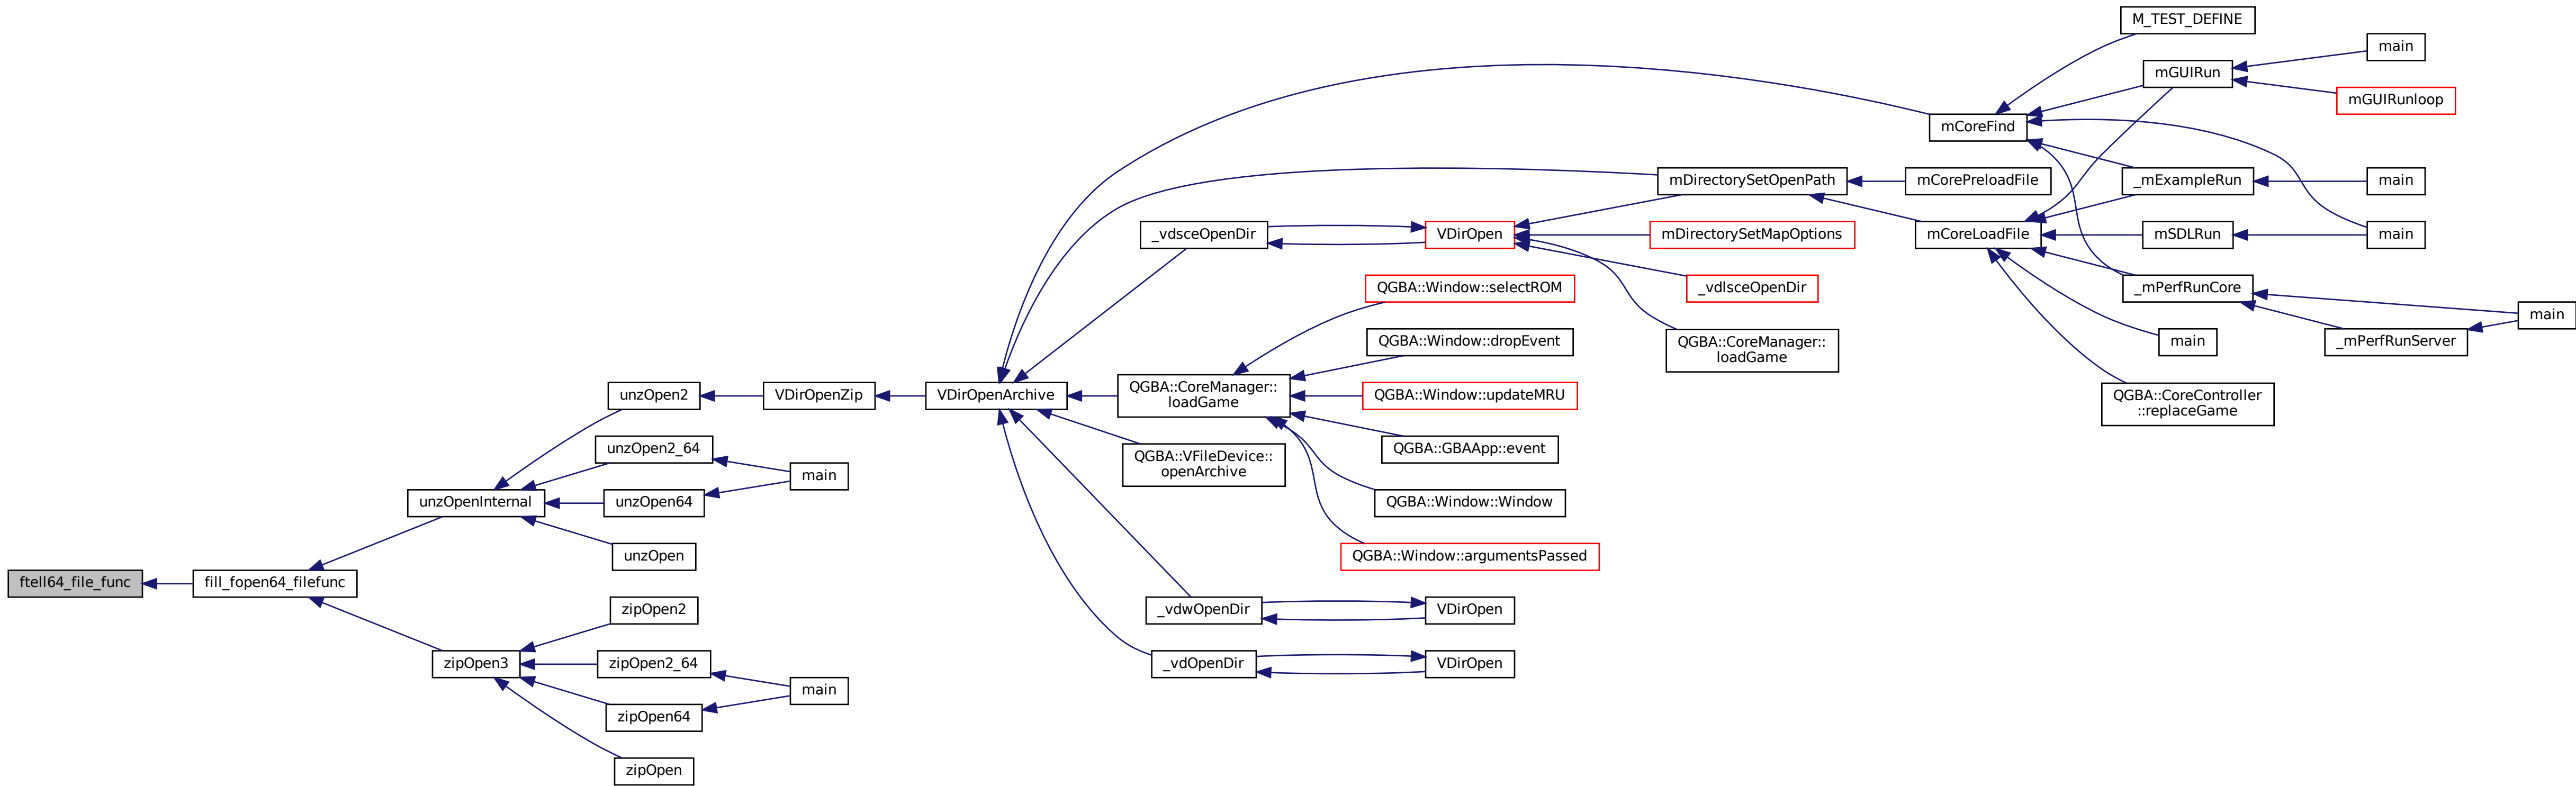 M_TEST_DEFINE
main
mGUIRun
mGUIRunloop
mCoreFind
mDirectorySetOpenPath
mCorePreloadFile
_mExampleRun
main
_vdsceOpenDir
VDirOpen
mDirectorySetMapOptions
mCoreLoadFile
mSDLRun
main
QGBA::Window::selectROM
_vdlsceOpenDir
_mPerfRunCore
main
QGBA::Window::dropEvent
QGBA::CoreManager::
loadGame
main
_mPerfRunServer
unzOpen2
VDirOpenZip
VDirOpenArchive
QGBA::CoreManager::
loadGame
QGBA::Window::updateMRU
QGBA::CoreController
::replaceGame
unzOpen2_64
main
QGBA::VFileDevice::
openArchive
QGBA::GBAApp::event
unzOpenInternal
unzOpen64
QGBA::Window::Window
unzOpen
QGBA::Window::argumentsPassed
ftell64_file_func
fill_fopen64_filefunc
zipOpen2
_vdwOpenDir
VDirOpen
zipOpen3
zipOpen2_64
main
_vdOpenDir
VDirOpen
zipOpen64
zipOpen